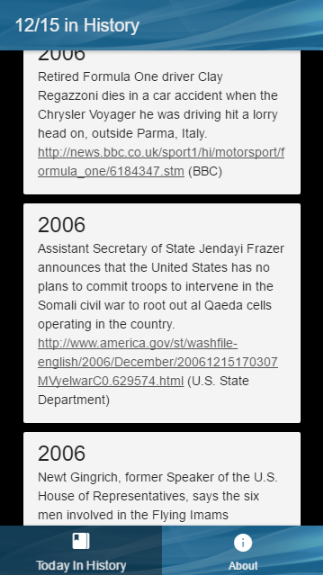 12/15 in History
2006
Retired Formula One driver Clay
Regazzoni dies in a car accident when the
Chrysler Voyager he was driving hit a lorry
head on, outside Parma, Italy.
http://news.bbc.co.uk/sport1/hi/motorsport/f
ormula_one/6184347.stm (BBC)
2006
Assistant Secretary of State Jendayi Frazer
announces that the United States has no
plans to commit troops to intervene in the
Somali civil war to root out al Qaeda cells
operating in the country.
http://www.america.gov/st/washfile-
english/2006/December/20061215170307
MVyelwarC0.629574.html (U.S. State
Department)
2006
Newt Gingrich, former Speaker of the U.S.
House of Representatives, says the six
men involved in the Flying Imams
Today In History
About